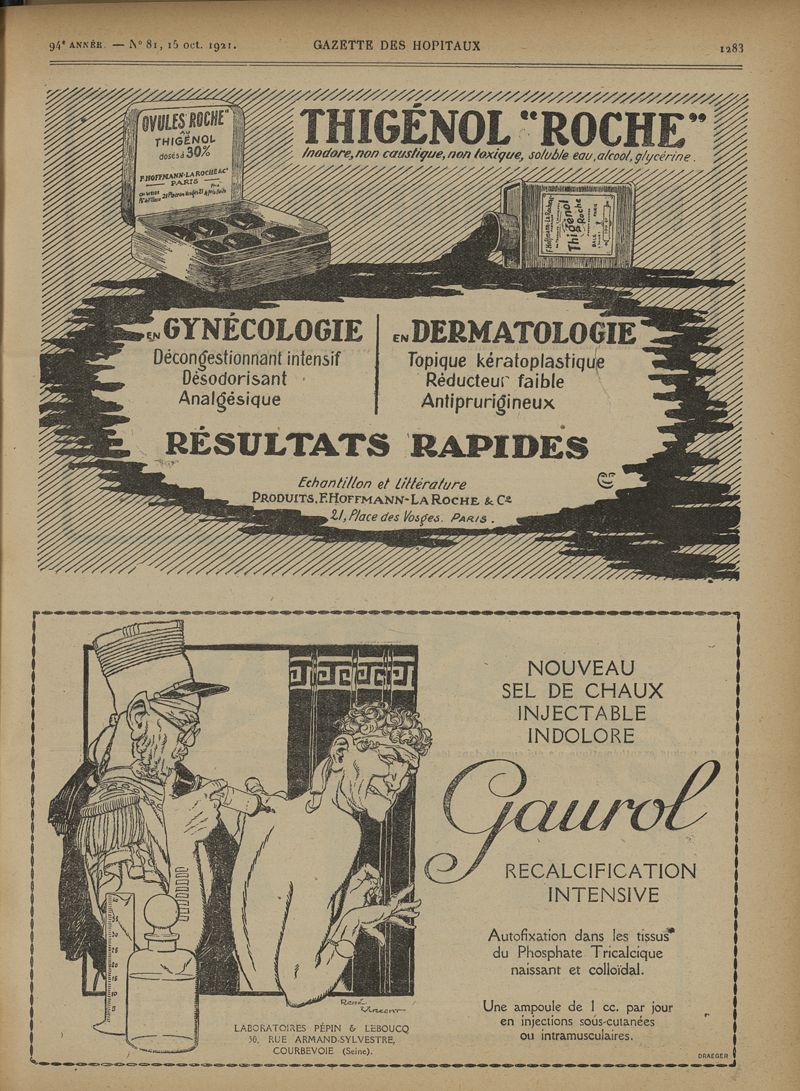 94e ANNÉE. — No 81, 15 oct. 1921.
GAZETTE DES HOPITAUX
1283
OVULES "ROCHE"
AU
THIGÉNOL
dosés à 30%
F. HOFFMANN-LA ROCHE & Co
PARIS
THIGÉNOL "ROCHE"
Inodore, non caustique, non toxique, soluble eau, alcool, glycérine.
Thigénol
Roche
EN GYNÉCOLOGIE
Décongestionnant intensif
Désodorisant
Analgésique
EN DERMATOLOGIE
Topique kératoplastique
Réducteur faible
Antiprurigineux
RÉSULTATS RAPIDES
Echantillon et Littérature
PRODUITS. F. HOFFMANN-LA ROCHE & Co
21, Place des Vosges. PARIS.
NOUVEAU
SEL DE CHAUX
INJECTABLE
INDOLORE
Gaurol
RECALCIFICATION
INTENSIVE
Autofixation dans les tissus
du Phosphate Tricalcique
naissant et colloïdal.
Une ampoule de 1 cc. par jour
en injections sous-cutanées
ou intramusculaires.
René
Vincent
LABORATOIRES PÉPIN & LEBOUCQ
30, RUE ARMAND-SYLVESTRE,
COURBEVOIE (Seine).
DRAEGER